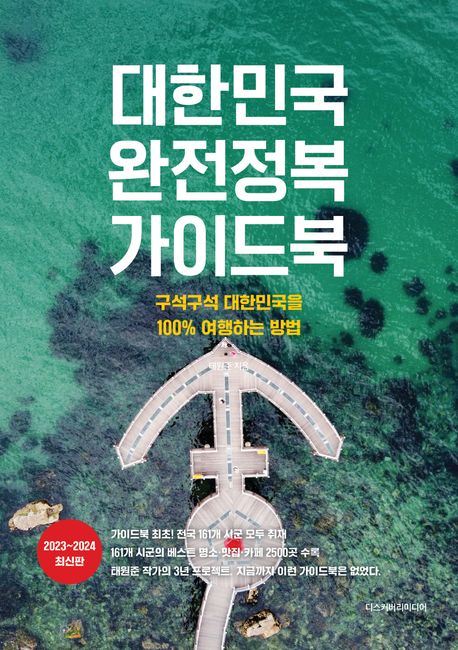 대한민국
완전정복
가이드북
구석구석 대한민국을
100% 여행하는 방법
태원준 지음
2023~2024
최신판
가이드북 최초! 전국 161개 시군 모두 취재
161개 시군의 베스트 명소·맛집·카페 2500곳 수록
태원준 작가의 3년 프로젝트. 지금까지 이런 가이드북은 없었다.
디스커버리미디어